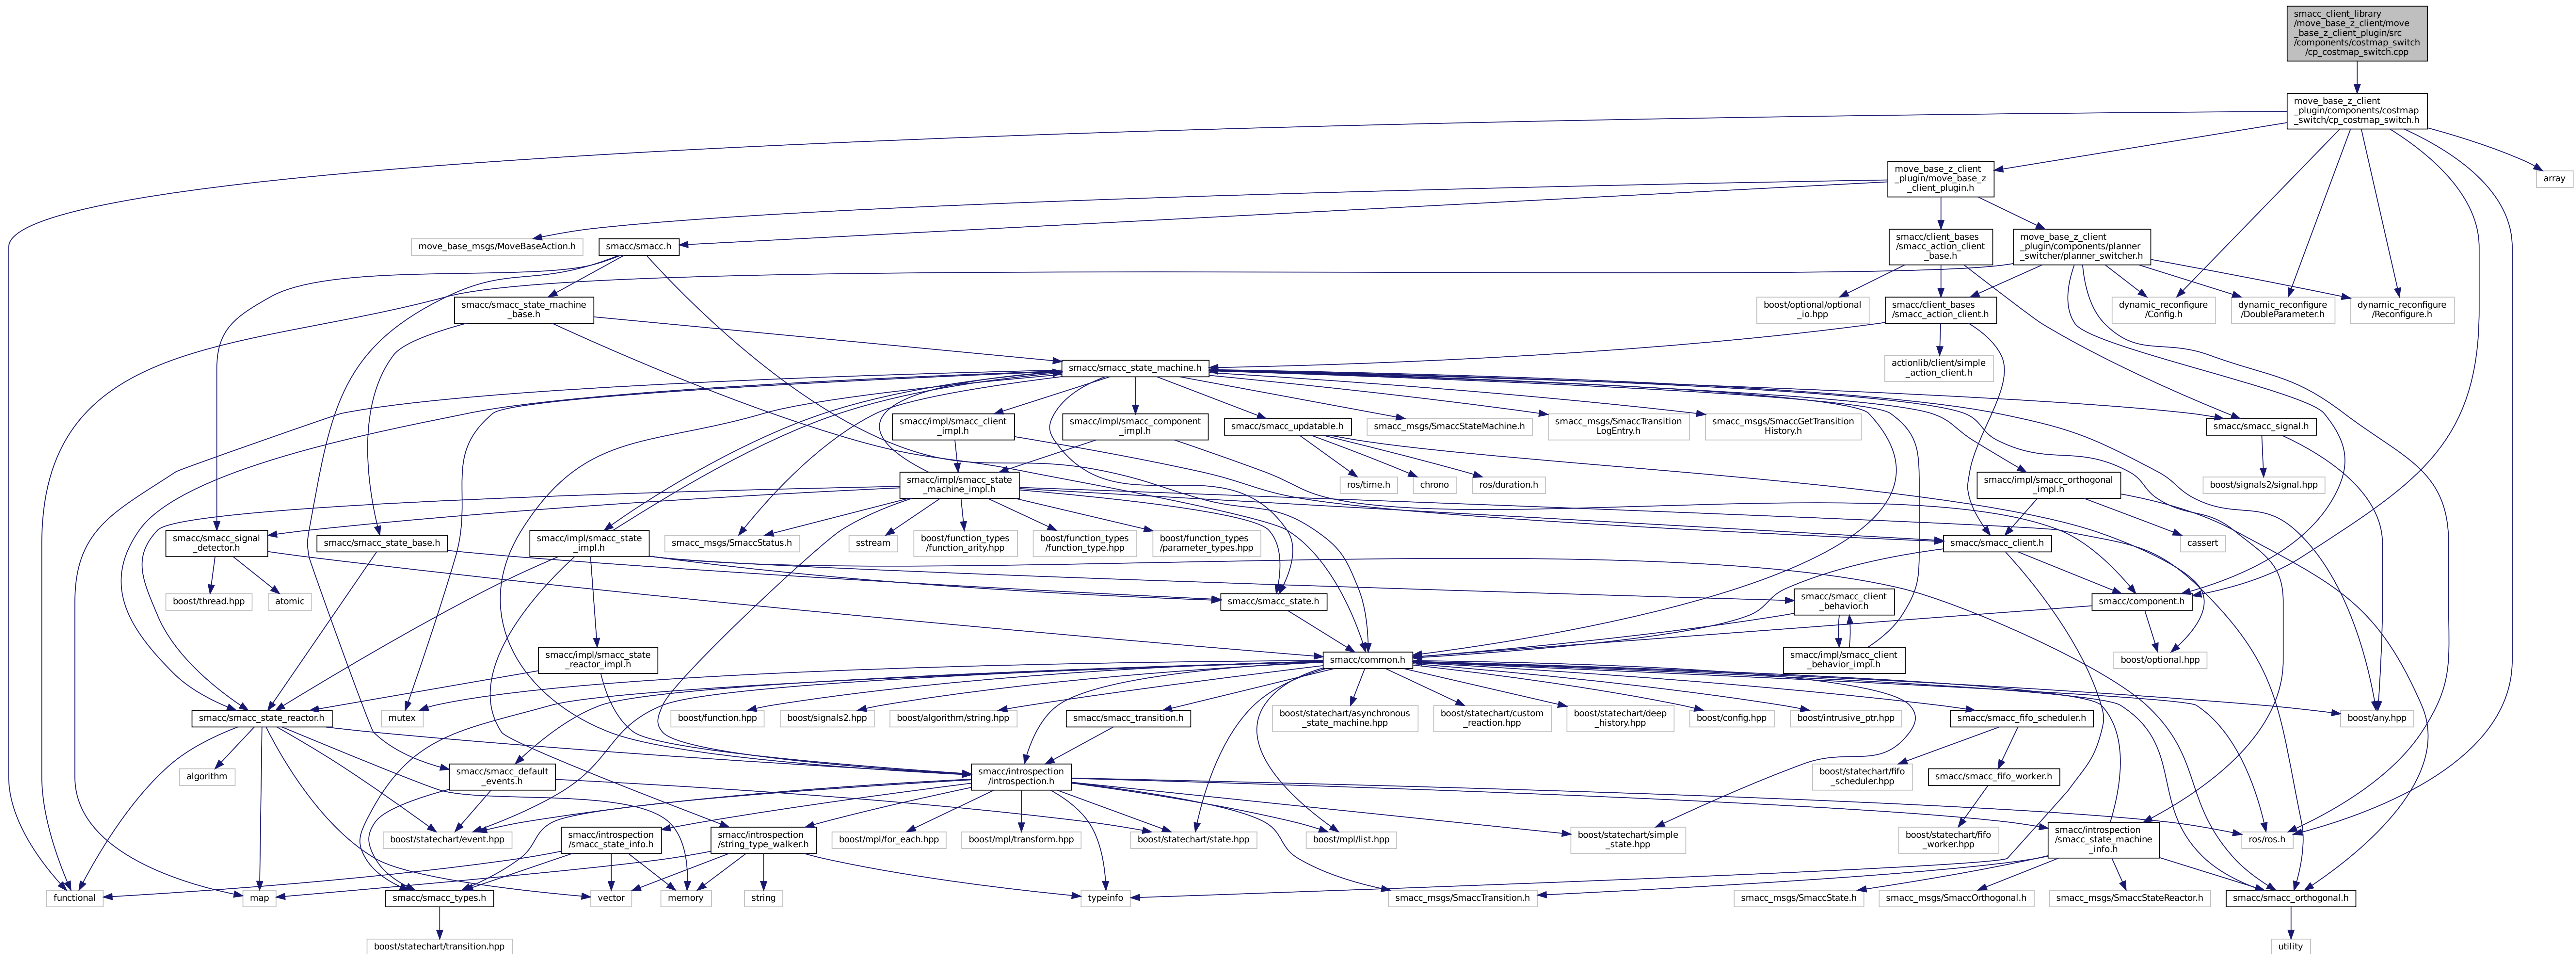 smacc_client_library
/move_base_z_client/move
_base_z_client_plugin/src
/components/costmap_switch
/cp_costmap_switch.cpp
move_base_z_client
_plugin/components/costmap
_switch/cp_costmap_switch.h
move_base_z_client
_plugin/move_base_z
_client_plugin.h
array
move_base_msgs/MoveBaseAction.h
smacc/smacc.h
smacc/client_bases
/smacc_action_client
_base.h
move_base_z_client
_plugin/components/planner
_switcher/planner_switcher.h
smacc/smacc_state_machine
_base.h
boost/optional/optional
_io.hpp
smacc/client_bases
/smacc_action_client.h
dynamic_reconfigure
/Config.h
dynamic_reconfigure
/DoubleParameter.h
dynamic_reconfigure
/Reconfigure.h
smacc/smacc_state_machine.h
actionlib/client/simple
_action_client.h
smacc/impl/smacc_client
_impl.h
smacc/impl/smacc_component
_impl.h
smacc/smacc_updatable.h
smacc_msgs/SmaccStateMachine.h
smacc_msgs/SmaccTransition
LogEntry.h
smacc_msgs/SmaccGetTransition
History.h
smacc/smacc_signal.h
smacc/impl/smacc_state
_machine_impl.h
ros/time.h
chrono
ros/duration.h
smacc/impl/smacc_orthogonal
_impl.h
boost/signals2/signal.hpp
smacc/smacc_signal
_detector.h
smacc/smacc_state_base.h
smacc/impl/smacc_state
_impl.h
smacc_msgs/SmaccStatus.h
sstream
boost/function_types
/function_arity.hpp
boost/function_types
/function_type.hpp
boost/function_types
/parameter_types.hpp
smacc/smacc_client.h
cassert
boost/thread.hpp
atomic
smacc/smacc_state.h
smacc/smacc_client
_behavior.h
smacc/component.h
smacc/impl/smacc_state
_reactor_impl.h
smacc/common.h
smacc/impl/smacc_client
_behavior_impl.h
boost/optional.hpp
smacc/smacc_state_reactor.h
mutex
boost/function.hpp
boost/signals2.hpp
boost/algorithm/string.hpp
smacc/smacc_transition.h
boost/statechart/asynchronous
_state_machine.hpp
boost/statechart/custom
_reaction.hpp
boost/statechart/deep
_history.hpp
boost/config.hpp
boost/intrusive_ptr.hpp
smacc/smacc_fifo_scheduler.h
boost/any.hpp
algorithm
smacc/smacc_default
_events.h
smacc/introspection
/introspection.h
boost/statechart/fifo
_scheduler.hpp
smacc/smacc_fifo_worker.h
boost/statechart/event.hpp
smacc/introspection
/smacc_state_info.h
smacc/introspection
/string_type_walker.h
boost/mpl/for_each.hpp
boost/mpl/transform.hpp
boost/statechart/state.hpp
boost/mpl/list.hpp
boost/statechart/simple
_state.hpp
boost/statechart/fifo
_worker.hpp
smacc/introspection
/smacc_state_machine
_info.h
ros/ros.h
functional
map
smacc/smacc_types.h
vector
memory
string
typeinfo
smacc_msgs/SmaccTransition.h
smacc_msgs/SmaccState.h
smacc_msgs/SmaccOrthogonal.h
smacc_msgs/SmaccStateReactor.h
smacc/smacc_orthogonal.h
boost/statechart/transition.hpp
utility